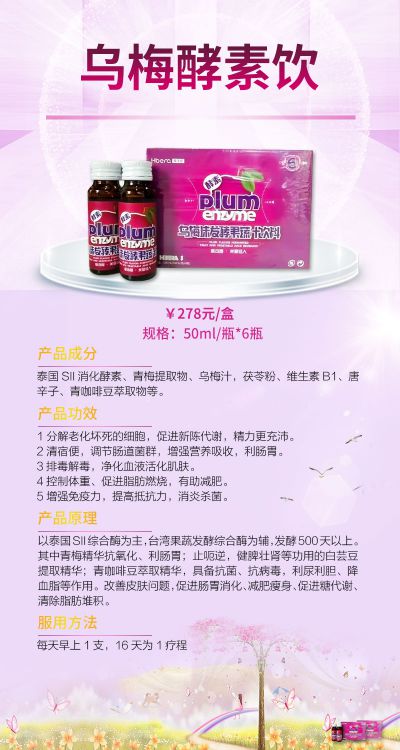 乌梅酵素饮
Hbera
酵素
plum
enzyme
乌梅味发酵果蔬汁饮料
酵素
plum
enzyme
￥278元/盒
规格：50ml/瓶*6瓶
产品成分
泰国 SII 消化酵素、青梅提取物、乌梅汁，茯苓粉、维生素 B1、唐
辛子、青咖啡豆萃取物等。
产品功效
1 分解老化坏死的细胞，促进新陈代谢，精力更充沛。
2 清宿便，调节肠道菌群，增强营养吸收，利肠胃。
3 排毒解毒，净化血液活化肌肤。
4 控制体重、促进脂肪燃烧，有助减肥。
5 增强免疫力，提高抵抗力，消炎杀菌。
产品原理
以泰国SII综合酶为主，台湾果蔬发酵综合酶为辅，发酵500天以上。
其中青梅精华抗氧化、利肠胃；止呃逆，健脾壮肾等功用的白芸豆
提取精华；青咖啡豆萃取精华，具备抗菌、抗病毒，利尿利胆、降
血脂等作用。改善皮肤问题，促进肠胃消化、减肥瘦身、促进糖代谢、
清除脂肪堆积。
服用方法
每天早上 1 支，16 天为 1 疗程